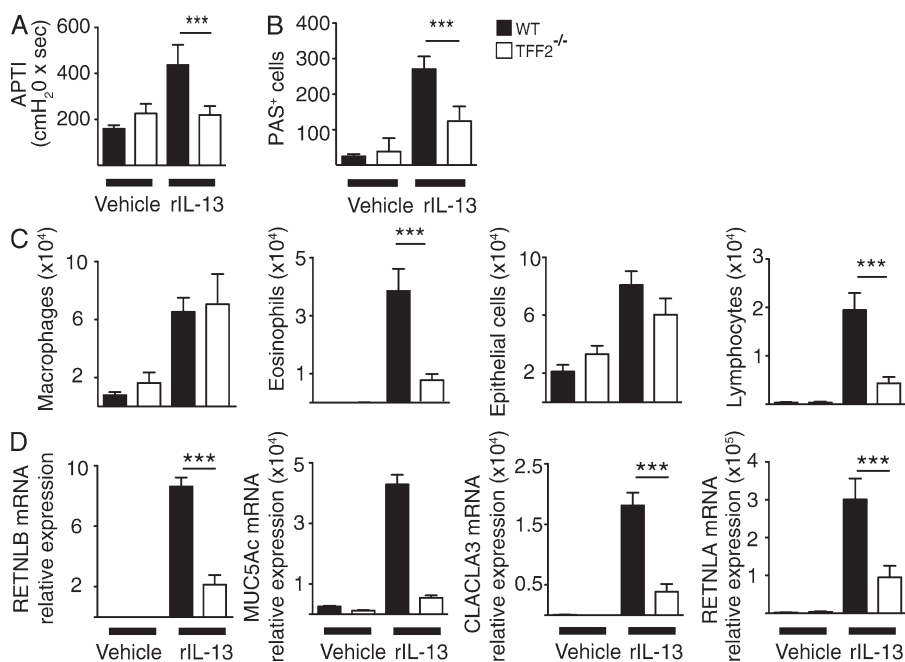 A
APTI
(cmH20 x sec)
600
400
200
***
Vehicle rIL-13
B
PAS+ cells
400
300
200
100
***
Vehicle rIL-13
WT
TFF2-/-
C
Macrophages (x10⁴)
10
6
2
Eosinophils (x10⁴)
5
3
1
***
Epithelial cells (x10⁴)
10
6
2
Lymphocytes (x10⁴)
3
2
1
***
D
RETNLB mRNA
relative expression
10
6
2
***
Vehicle rIL-13
MUC5Ac mRNA
relative expression (x10⁴)
5
3
1
Vehicle rIL-13
CLACLA3 mRNA
relative expression (x10⁴)
2.5
1.5
0.5
***
Vehicle rIL-13
RETNLA mRNA
relative expression (x10⁵)
4
3
2
1
***
Vehicle rIL-13